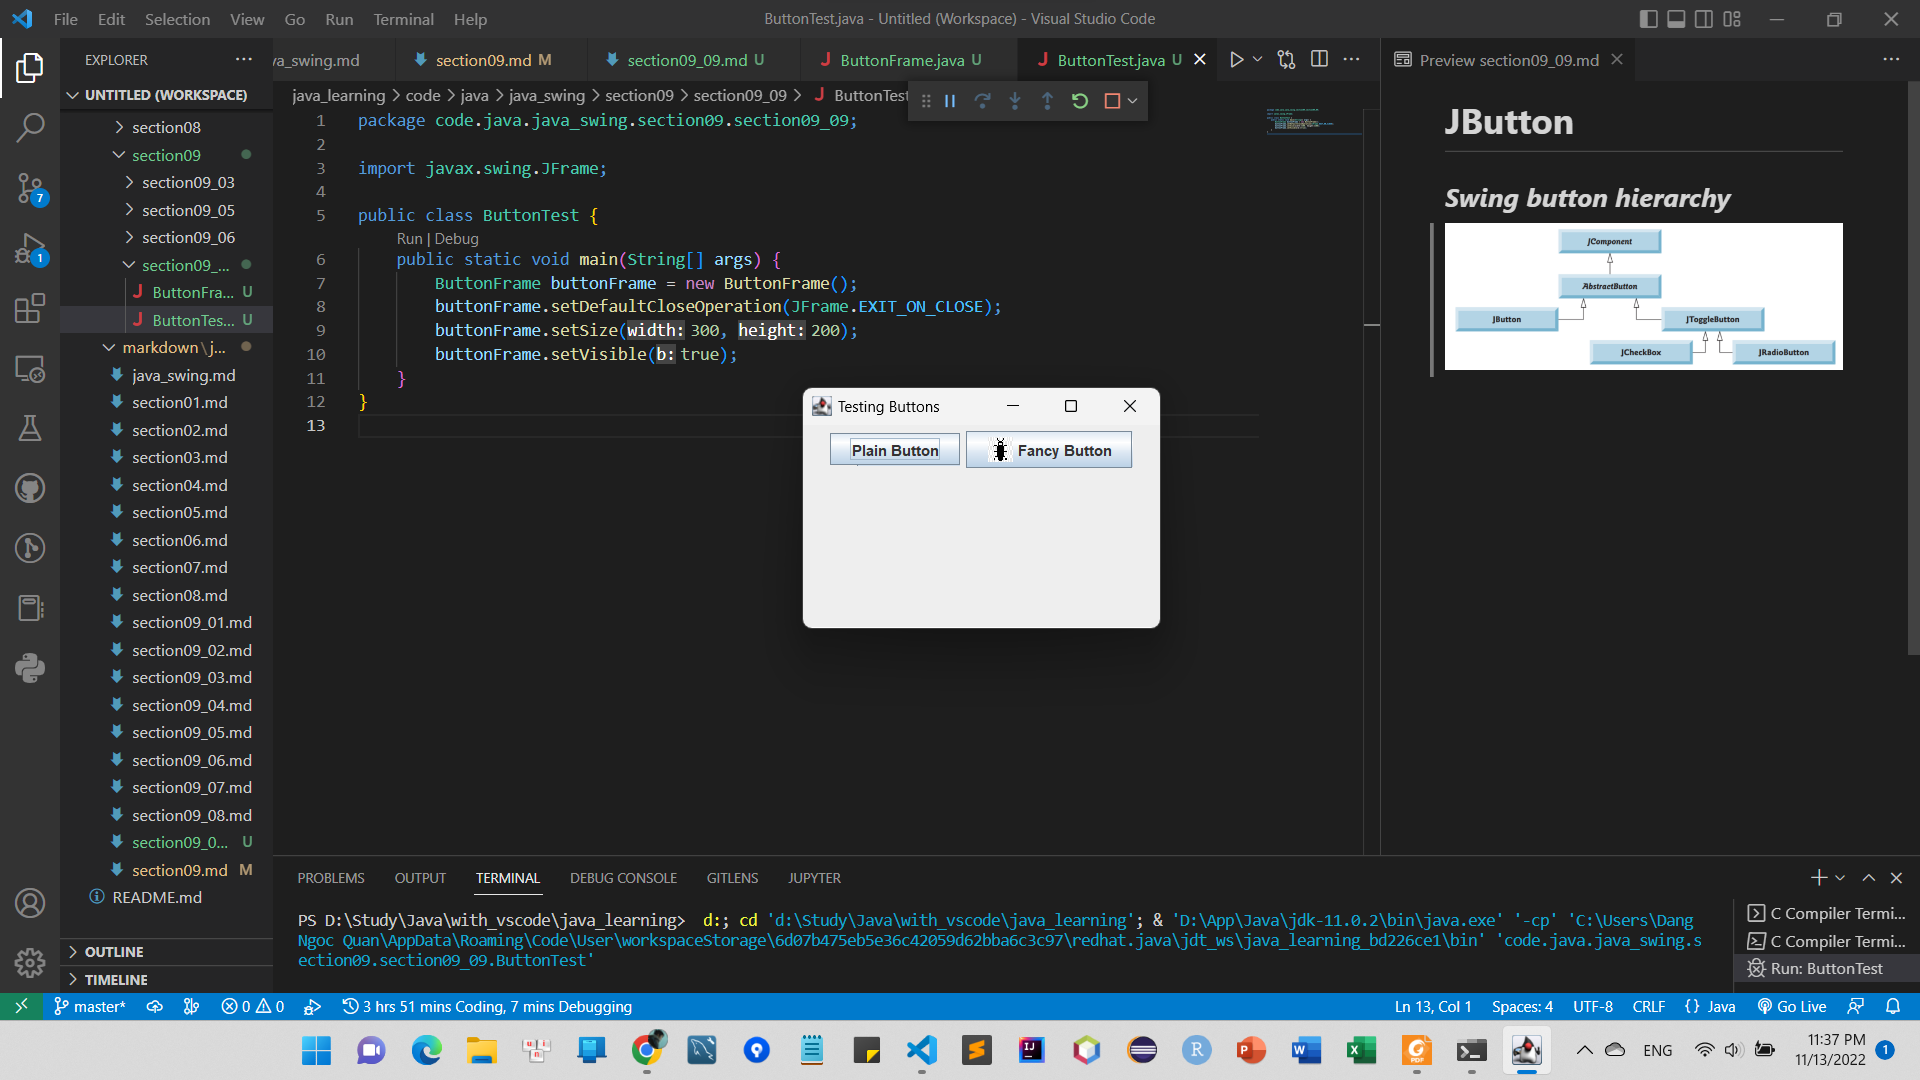 File Edit Selection View Go Run Terminal Help
ButtonTest.java - Untitled (Workspace) - Visual Studio Code
EXPLORER
UNTITLED (WORKSPACE)
section08
section09
section09_03
section09_05
section09_06
section09_...
ButtonFra... U
ButtonTes... U
markdown\j...
java_swing.md
section01.md
section02.md
section03.md
section04.md
section05.md
section06.md
section07.md
section08.md
section09_01.md
section09_02.md
section09_03.md
section09_04.md
section09_05.md
section09_06.md
section09_07.md
section09_08.md
section09_0... U
section09.md M
README.md
OUTLINE
TIMELINE
7
1
va_swing.md
section09.md M
section09_09.md U
ButtonFrame.java U
ButtonTest.java U
java_learning > code > java > java_swing > section09 > section09_09 > ButtonTest
1 package code.java.java_swing.section09.section09_09;
2
3 import javax.swing.JFrame;
4
5 public class ButtonTest {
Run | Debug
6 public static void main(String[] args) {
7 ButtonFrame buttonFrame = new ButtonFrame();
8 buttonFrame.setDefaultCloseOperation(JFrame.EXIT_ON_CLOSE);
9 buttonFrame.setSize(width: 300, height: 200);
10 buttonFrame.setVisible(b: true);
11 }
12 }
13
Testing Buttons
Plain Button
Fancy Button
Preview section09_09.md
JButton
Swing button hierarchy
JComponent
AbstractButton
JButton
JToggleButton
JCheckBox
JRadioButton
PROBLEMS OUTPUT TERMINAL DEBUG CONSOLE GITLENS JUPYTER
PS D:\Study\Java\with_vscode\java_learning> d:; cd 'd:\Study\Java\with_vscode\java_learning'; & 'D:\App\Java\jdk-11.0.2\bin\java.exe' '-cp' 'C:\Users\Dang
Ngoc Quan\AppData\Roaming\Code\User\workspaceStorage\6d07b475eb5e36c42059d62bba6c3c97\redhat.java\jdt_ws\java_learning_bd226ce1\bin' 'code.java.java_swing.s
ection09.section09_09.ButtonTest'
C Compiler Termi...
C Compiler Termi...
Run: ButtonTest
master* 0 0 3 hrs 51 mins Coding, 7 mins Debugging
Ln 13, Col 1 Spaces: 4 UTF-8 CRLF {} Java Go Live
ENG
11:37 PM
11/13/2022
1